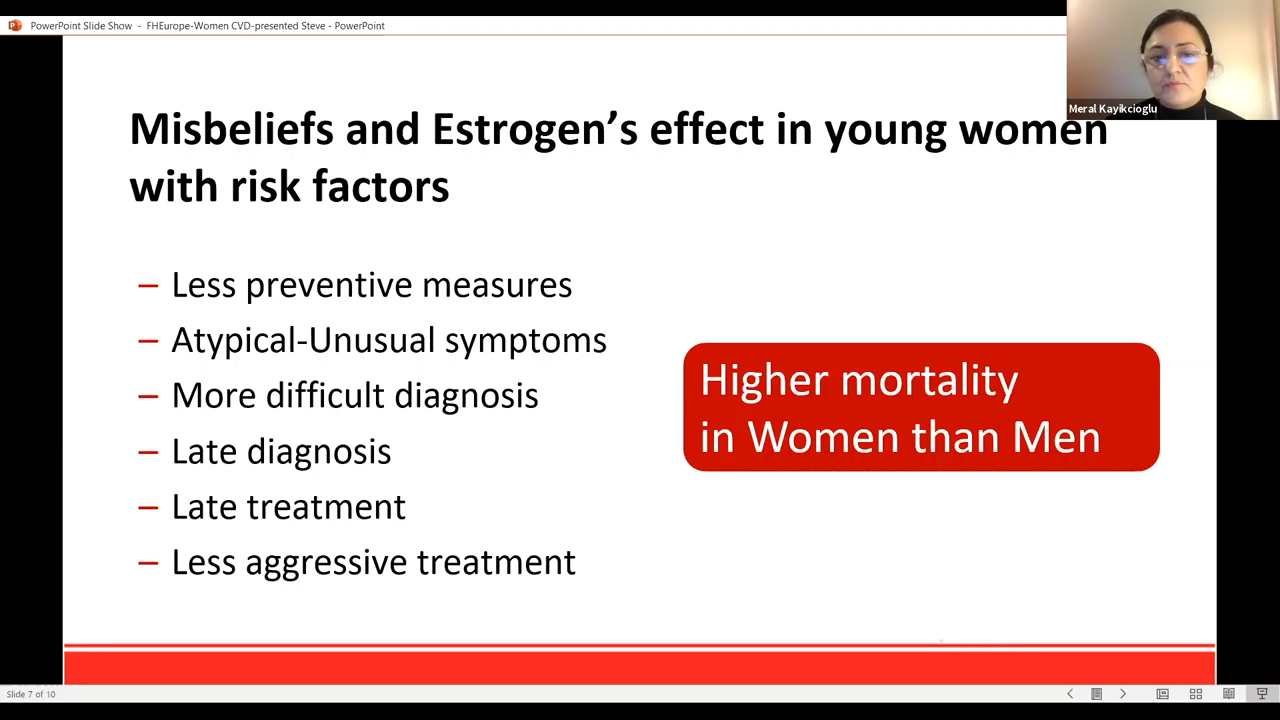 PowerPoint Slide Show - FHEurope-Women CVD-presented Steve - PowerPoint
Meral Kayikcioglu
Misbeliefs and Estrogen’s effect in young women
with risk factors
– Less preventive measures
– Atypical-Unusual symptoms
– More difficult diagnosis
– Late diagnosis
– Late treatment
– Less aggressive treatment
Higher mortality
in Women than Men
Slide 7 of 10